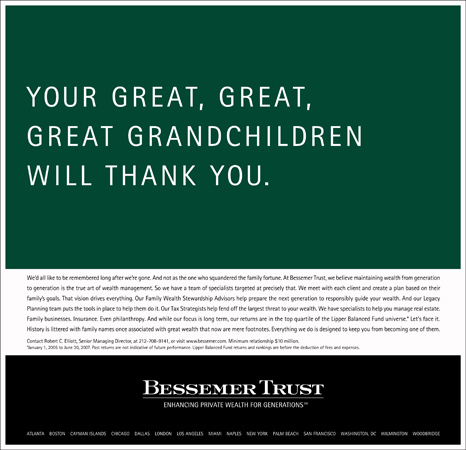 YOUR GREAT, GREAT,
GREAT GRANDCHILDREN
WILL THANK YOU.
We'd all like to be remembered long after we're gone. And not as the one who squandered the family fortune. At Bessemer Trust, we believe maintaining wealth from generation
to generation is the true art of wealth management. So we have a team of specialists targeted at precisely that. We meet with each client and create a plan based on their
family's goals. That vision drives everything. Our Family Wealth Stewardship Advisors help prepare the next generation to responsibly guide your wealth. And our Legacy
Planning team puts the tools in place to help them do it. Our Tax Strategists help fend off the largest threat to your wealth. We have specialists to help you manage real estate.
Family businesses. Insurance. Even philanthropy. And while our focus is long term, our returns are in the top quartile of the Lipper Balanced Fund universe.* Let's face it.
History is littered with family names once associated with great wealth that now are mere footnotes. Everything we do is designed to keep you from becoming one of them.
Contact Robert C. Elliott, Senior Managing Director, at 212-708-9141, or visit www.bessemer.com. Minimum relationship $10 million.
*January 1, 2005 to June 30, 2007. Past returns are not indicative of future performance. Lipper Balanced Fund returns and rankings are before the deduction of fees and expenses.
BESSEMER TRUST
ENHANCING PRIVATE WEALTH FOR GENERATIONS℠
ATLANTA BOSTON CAYMAN ISLANDS CHICAGO DALLAS LONDON LOS ANGELES MIAMI NAPLES NEW YORK PALM BEACH SAN FRANCISCO WASHINGTON, DC WILMINGTON WOODBRIDGE